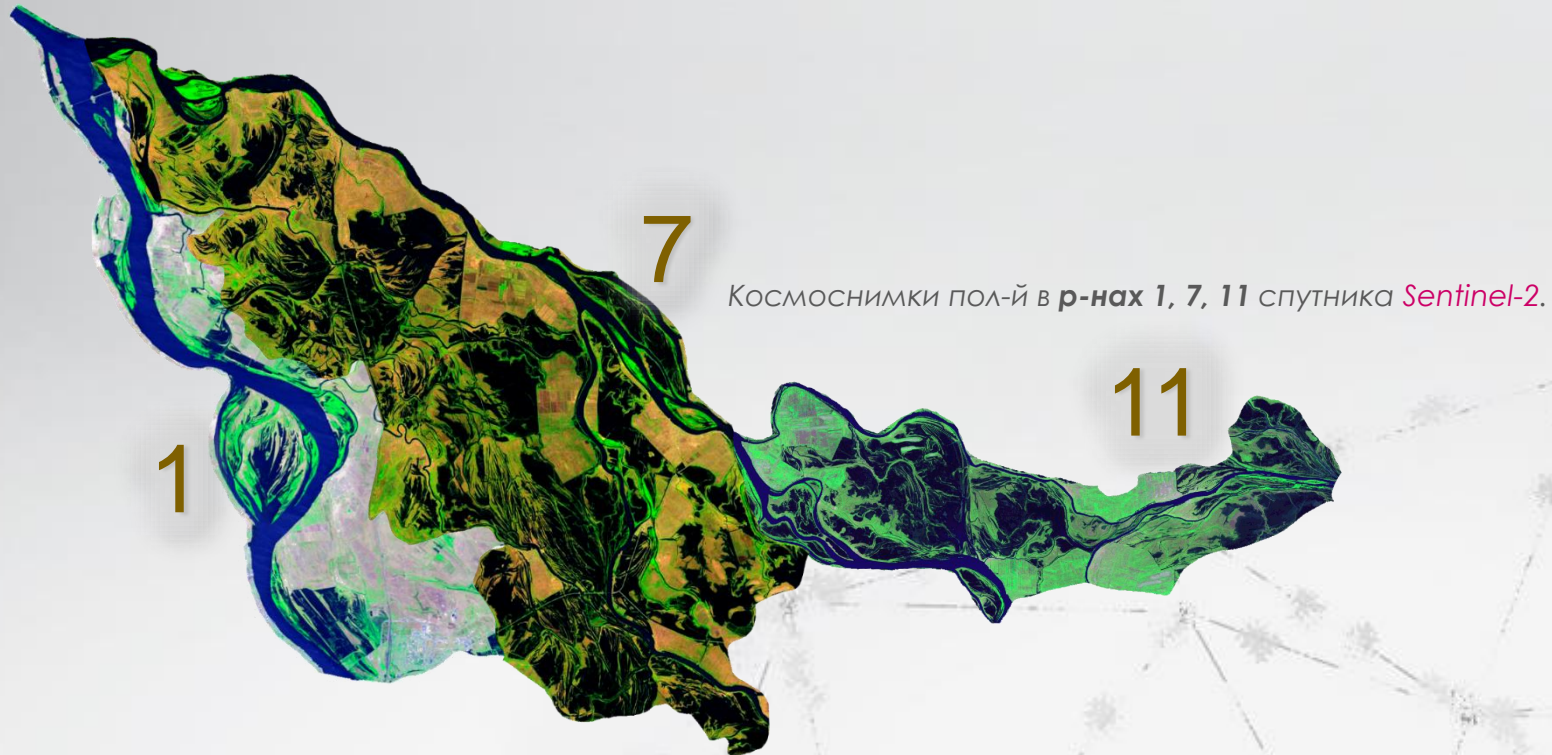 7
Космоснимки пол-й в р-нах 1, 7, 11 спутника Sentinel-2.
11
1